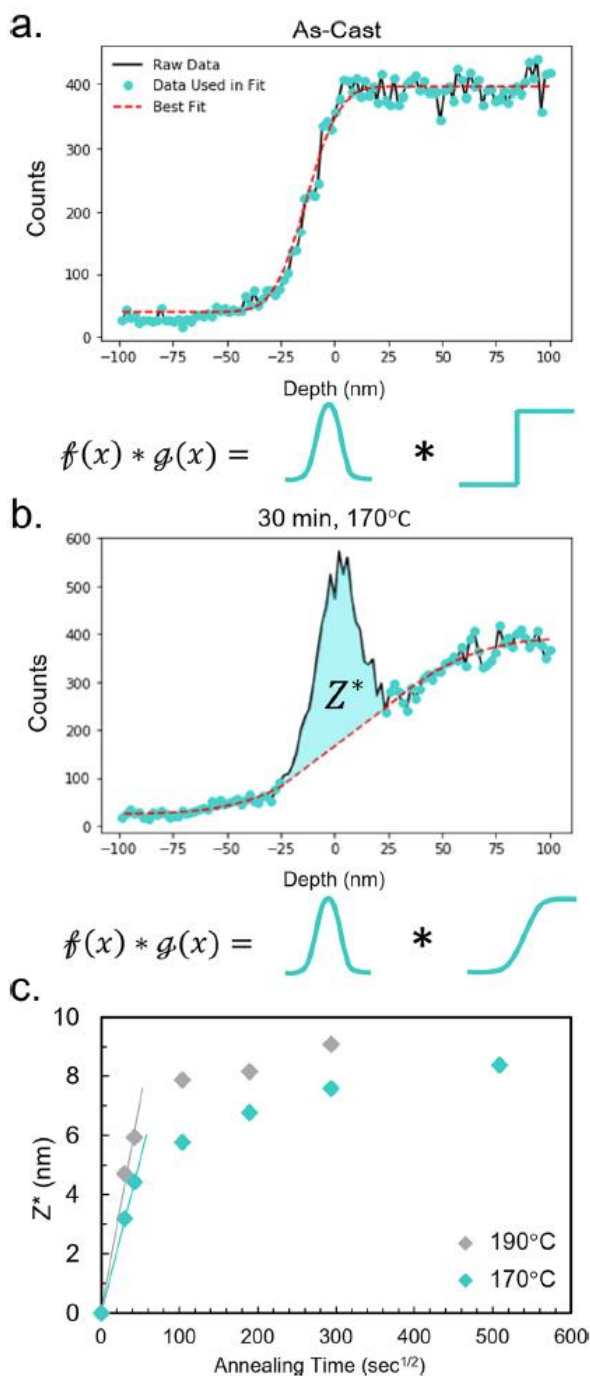 a.
As-Cast
Raw Data
Data Used in Fit
Best Fit
400
300
200
100
0
Counts
-100 -75 -50 -25 0 25 50 75 100
Depth (nm)
𝒻(x) * ℊ(x) = *
b.
30 min, 170°C
600
500
400
300
200
100
0
Counts
Z*
-100 -75 -50 -25 0 25 50 75 100
Depth (nm)
𝒻(x) * ℊ(x) = *
c.
10
8
6
4
2
0
Z* (nm)
190°C
170°C
0 100 200 300 400 500 600
Annealing Time (sec^1/2)